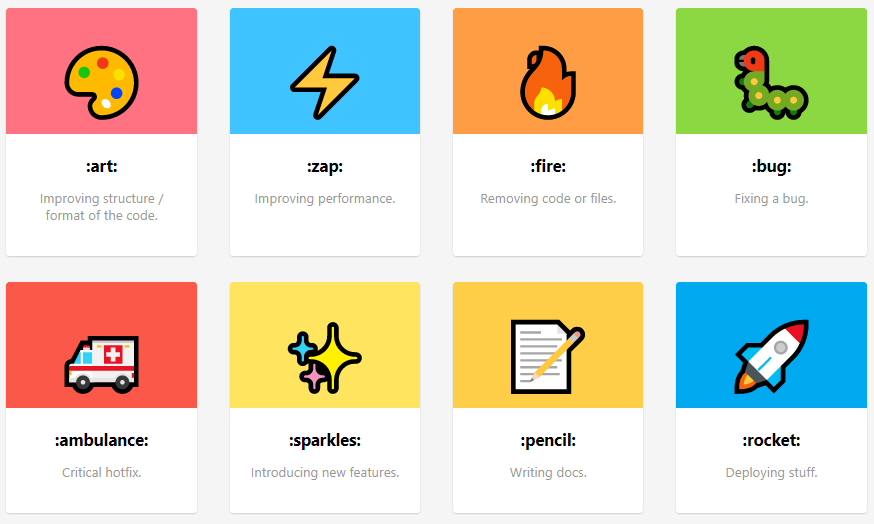 :art:
Improving structure /
format of the code.
:zap:
Improving performance.
:fire:
Removing code or files.
:bug:
Fixing a bug.
:ambulance:
Critical hotfix.
:sparkles:
Introducing new features.
:pencil:
Writing docs.
:rocket:
Deploying stuff.